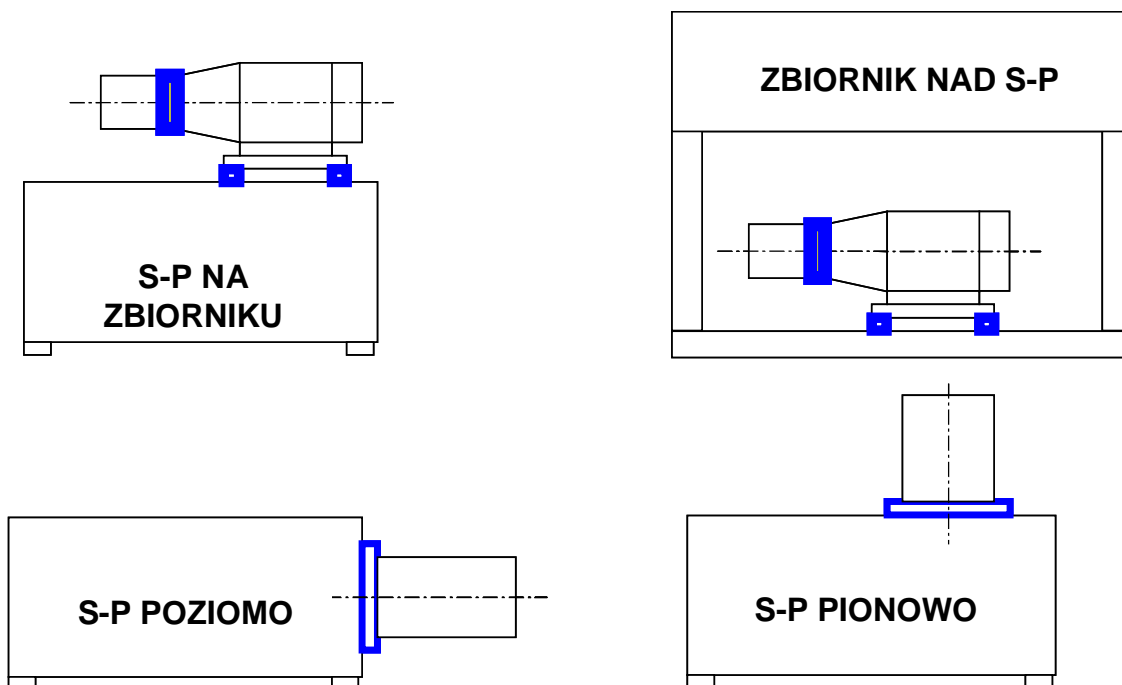 ZBIORNIK NAD S-P
S-P NA
ZBIORNIKU
S-P POZIOMO
S-P PIONOWO